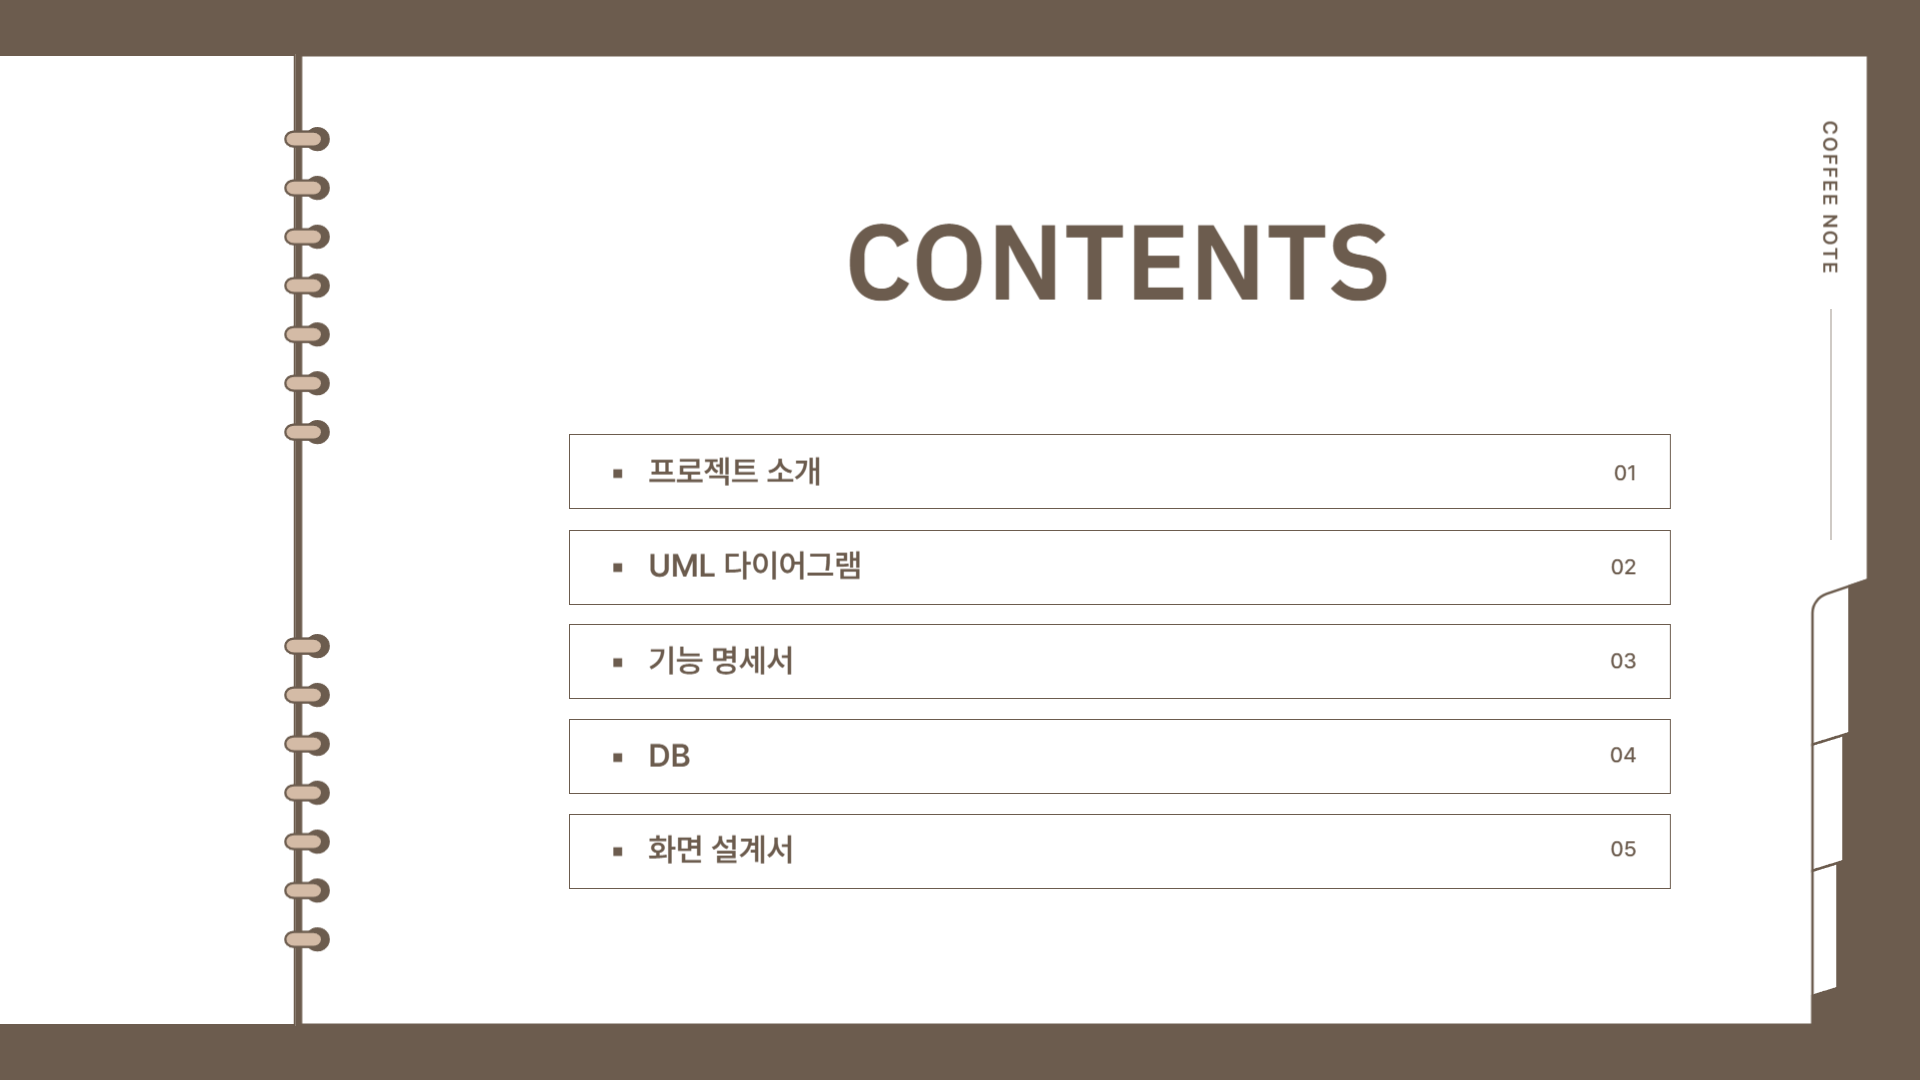 CONTENTS
▪ 프로젝트 소개 01
▪ UML 다이어그램 02
▪ 기능 명세서 03
▪ DB 04
▪ 화면 설계서 05
COFFEE NOTE